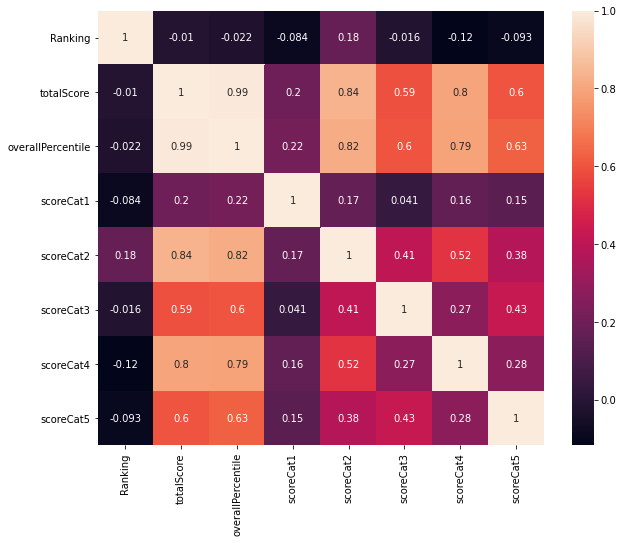 Ranking 1 -0.01 -0.022 -0.084 0.18 -0.016 -0.12 -0.093
totalScore -0.01 1 0.99 0.2 0.84 0.59 0.8 0.6
overallPercentile -0.022 0.99 1 0.22 0.82 0.6 0.79 0.63
scoreCat1 -0.084 0.2 0.22 1 0.17 0.041 0.16 0.15
scoreCat2 0.18 0.84 0.82 0.17 1 0.41 0.52 0.38
scoreCat3 -0.016 0.59 0.6 0.041 0.41 1 0.27 0.43
scoreCat4 -0.12 0.8 0.79 0.16 0.52 0.27 1 0.28
scoreCat5 -0.093 0.6 0.63 0.15 0.38 0.43 0.28 1
Ranking totalScore overallPercentile scoreCat1 scoreCat2 scoreCat3 scoreCat4 scoreCat5
1.0
0.8
0.6
0.4
0.2
0.0